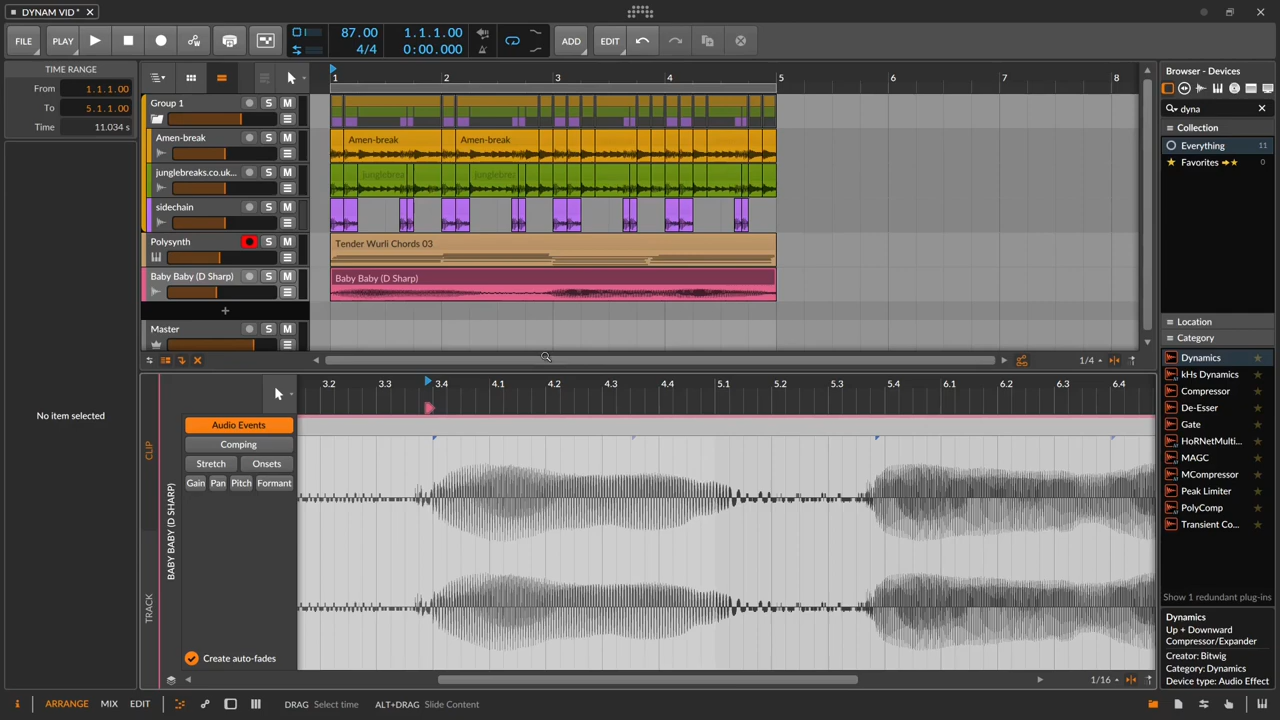 DYNAM VID*
FILE PLAY 87.00 4/4 1.1.1.00 0:00.000 ADD EDIT
TIME RANGE
From 1.1.1.00
To 5.1.1.00
Time 11.034 s
1 2 3 4 5 6 7 8
Group 1 S M
Amen-break S M
Amen-break Amen-break
junglebreaks.co.uk... S M
junglebrea junglebrea
sidechain S M
Polysynth S M
Tender Wurli Chords 03
Baby Baby (D Sharp) S M
Baby Baby (D Sharp)
+
Master S M
1/4
No item selected
3.2 3.3 3.4 4.1 4.2 4.3 4.4 5.2 5.3 5.4 6.1 6.2 6.3 6.4
CLIP
TRACK
BABY BABY (D SHARP)
Audio Events
Comping
Stretch Onsets
Gain Pan Pitch Formant
Create auto-fades
1/16
Browser - Devices
dyna
Collection
Everything 11
Favorites 0
Location
Category
Dynamics
kHs Dynamics
Compressor
De-Esser
Gate
HoRNetMulti...
MAGC
MCompressor
Peak Limiter
PolyComp
Transient Co...
Show 1 redundant plug-ins
Dynamics
Up + Downward
Compressor/Expander
Creator: Bitwig
Category: Dynamics
Device type: Audio Effect
i ARRANGE MIX EDIT DRAG Select time ALT+DRAG Slide Content